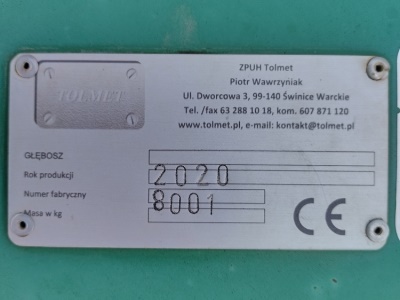 TOLMET
ZPUH Tolmet
Piotr Wawrzyniak
Ul. Dworcowa 3, 99-140 Świnice Warckie
Tel. /fax 63 288 10 18, kom. 607 871 120
www.tolmet.pl, e-mail: kontakt@tolmet.pl
GŁĘBOSZ
Rok produkcji 2020
Numer fabryczny 8001
Masa w kg
CE